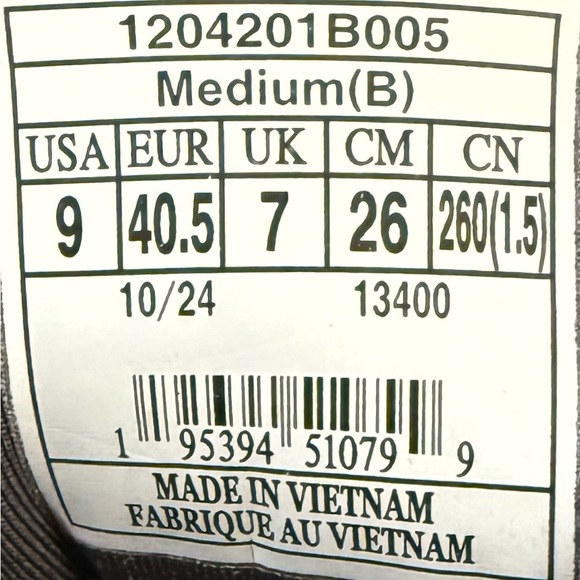 1204201B005
Medium(B)
USA EUR UK CM CN
9 40.5 7 26 260(1.5)
10/24 13400
1 95394 51079 9
MADE IN VIETNAM
FABRIQUE AU VIETNAM